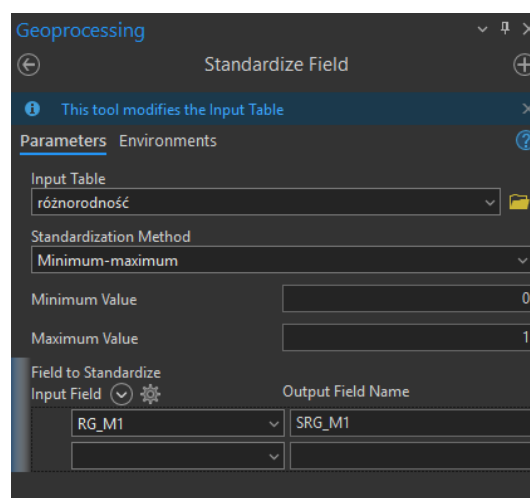 Geoprocessing
Standardize Field
This tool modifies the Input Table
Parameters Environments
Input Table
różnorodność
Standardization Method
Minimum-maximum
Minimum Value 0
Maximum Value 1
Field to Standardize
Input Field Output Field Name
RG_M1 SRG_M1